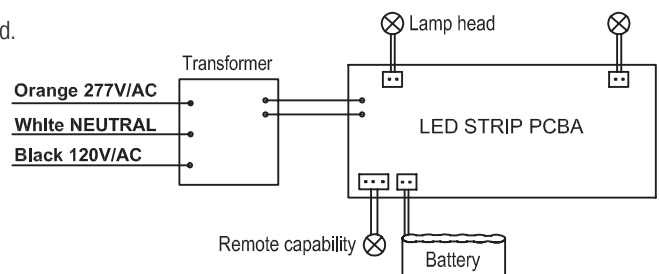 d.
Lamp head
Transformer
Orange 277V/AC
White NEUTRAL
Black 120V/AC
LED STRIP PCBA
Remote capability
Battery